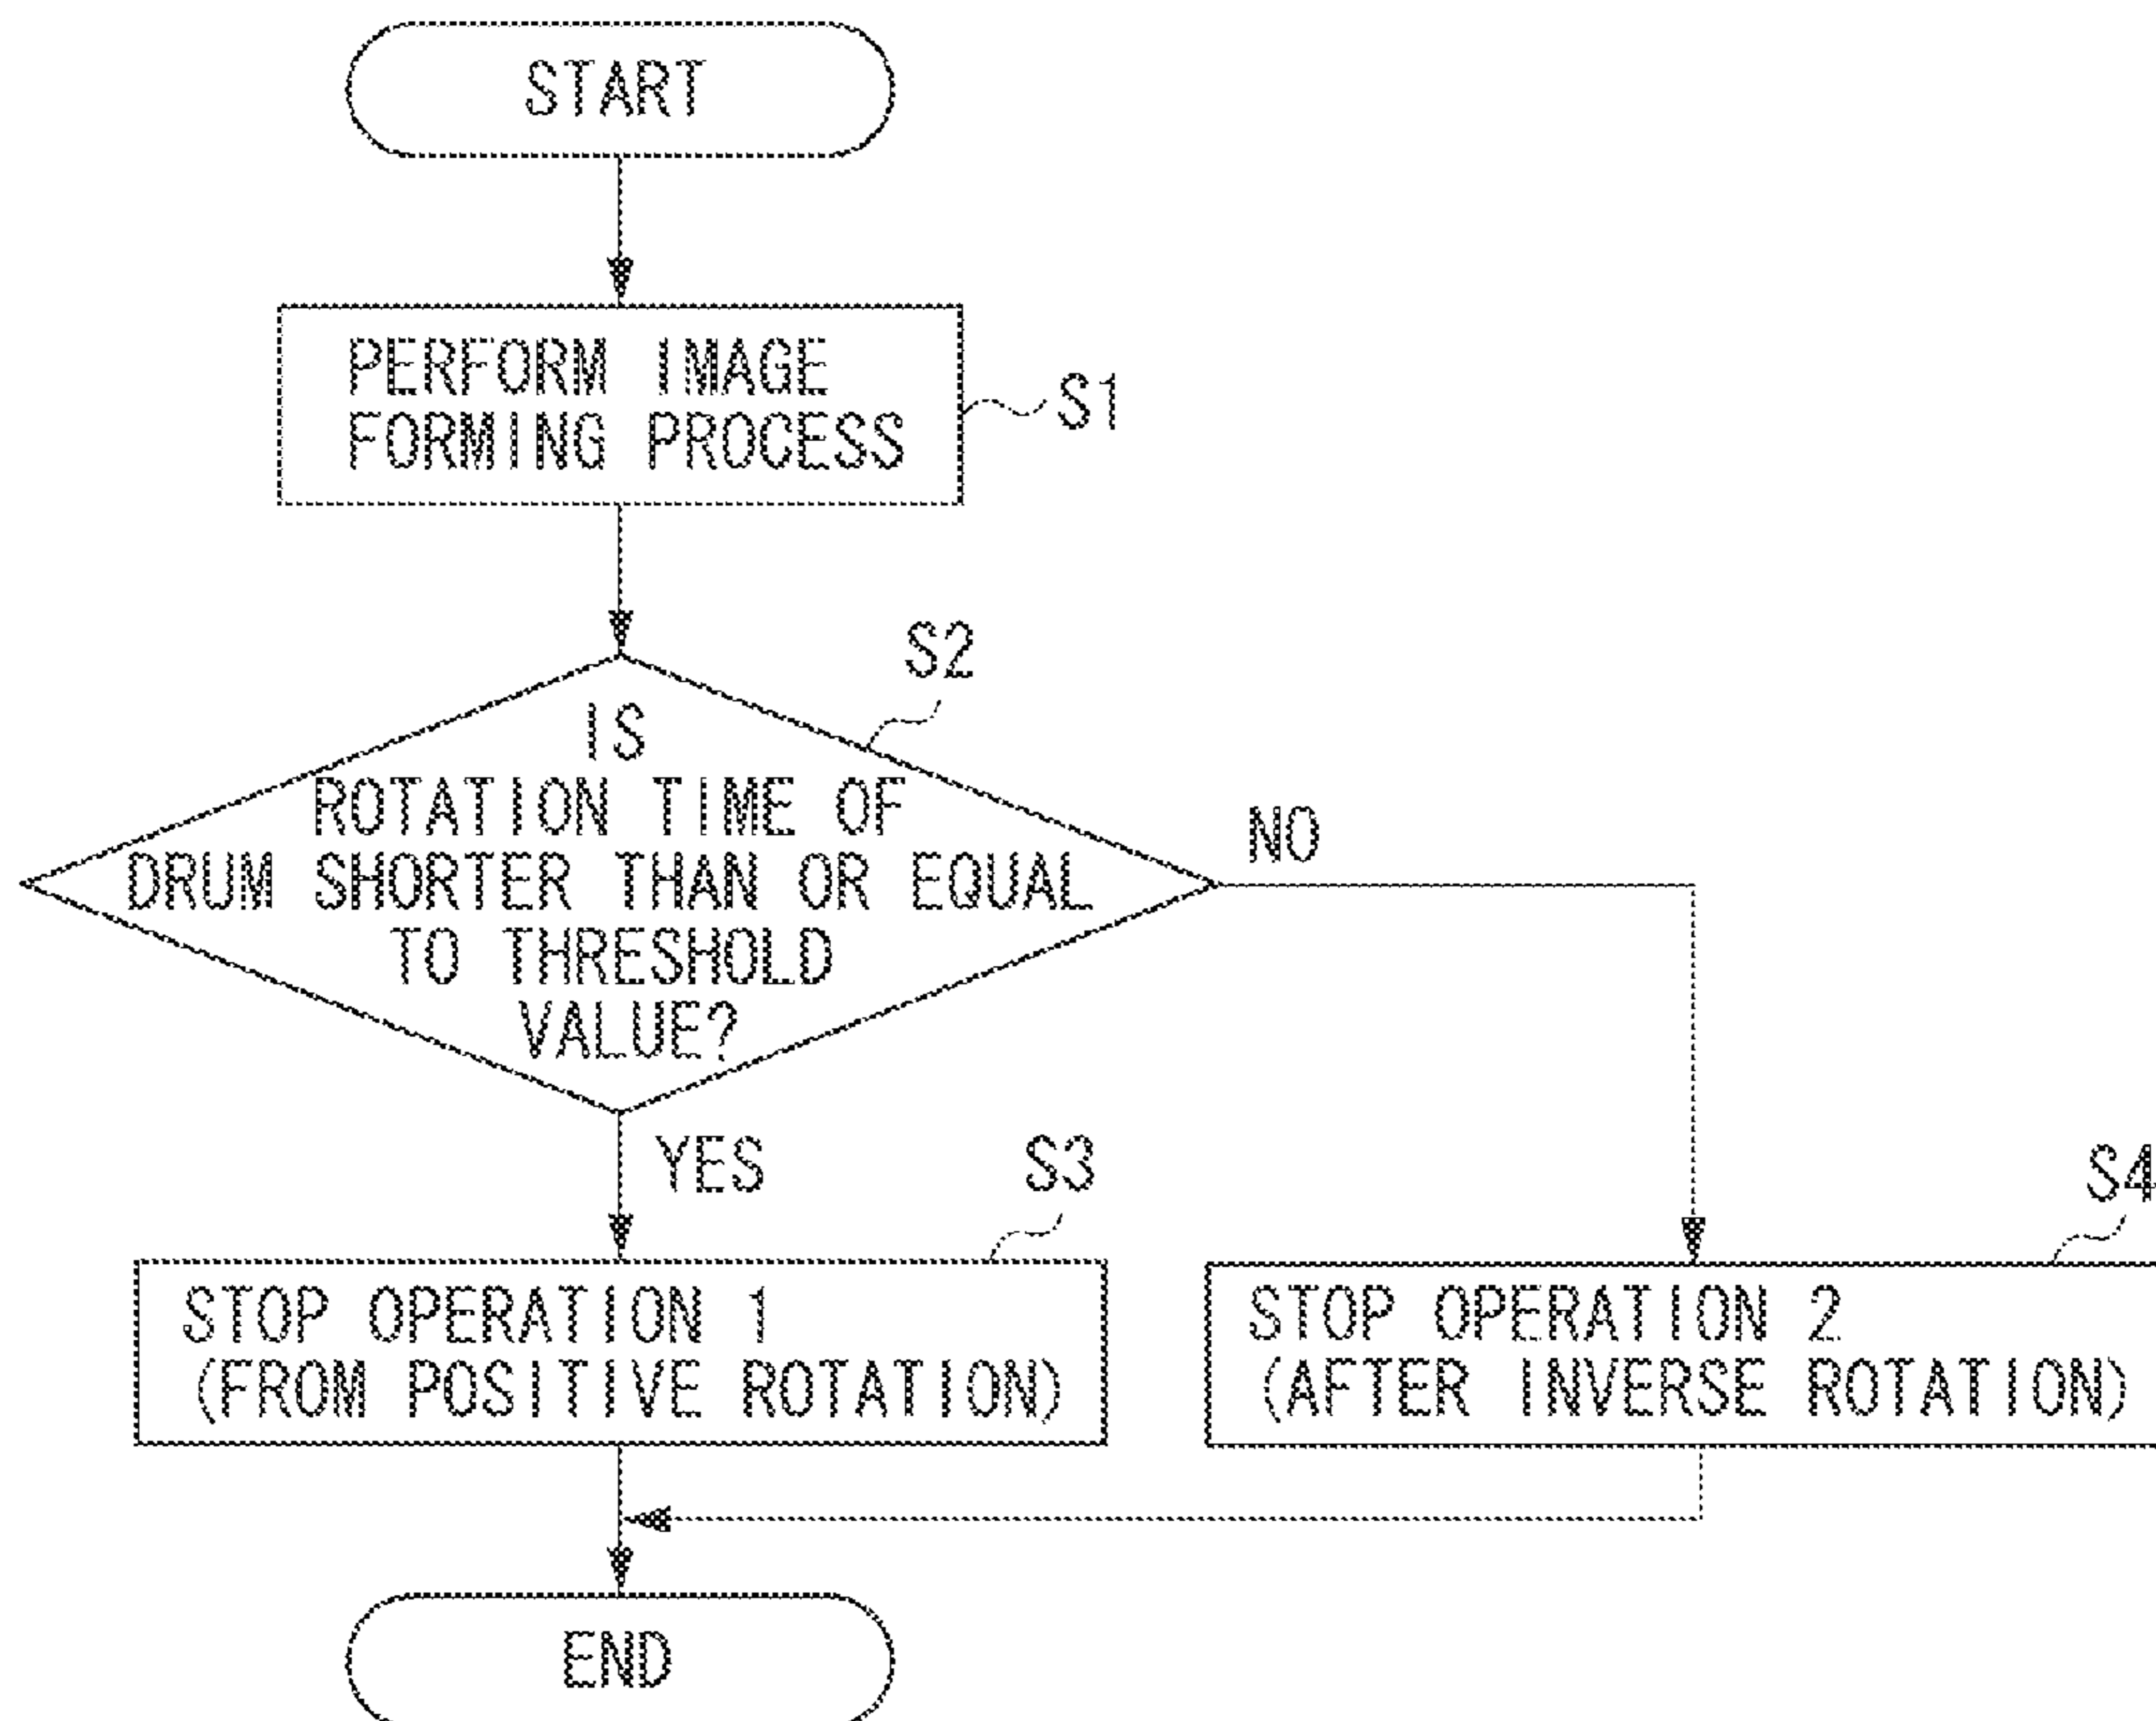 START
PERFORM IMAGE
FORMING PROCESS
S1
S2
IS
ROTATION TIME OF
DRUM SHORTER THAN OR EQUAL
TO THRESHOLD
VALUE?
NO
YES
S3
S4
STOP OPERATION 1
(FROM POSITIVE ROTATION)
STOP OPERATION 2
(AFTER INVERSE ROTATION)
END